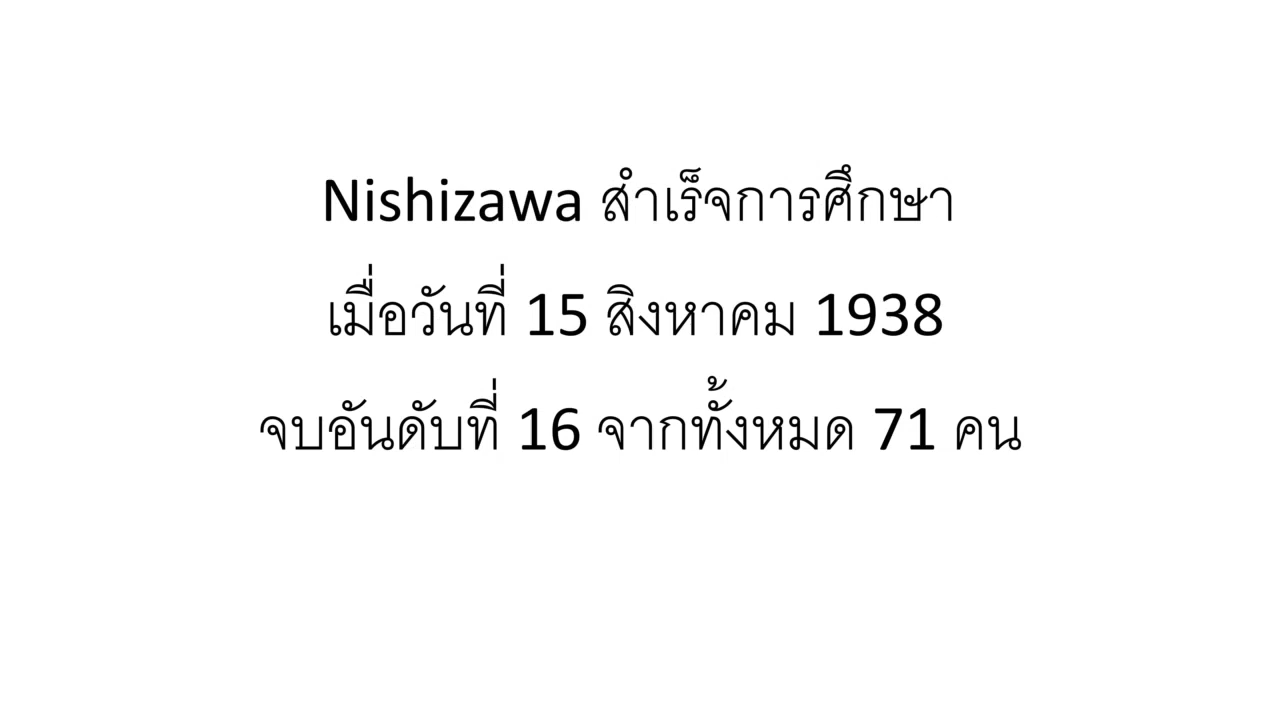 Nishizawa สำเร็จการศึกษา
เมื่อวันที่ 15 สิงหาคม 1938
จบอันดับที่ 16 จากทั้งหมด 71 คน